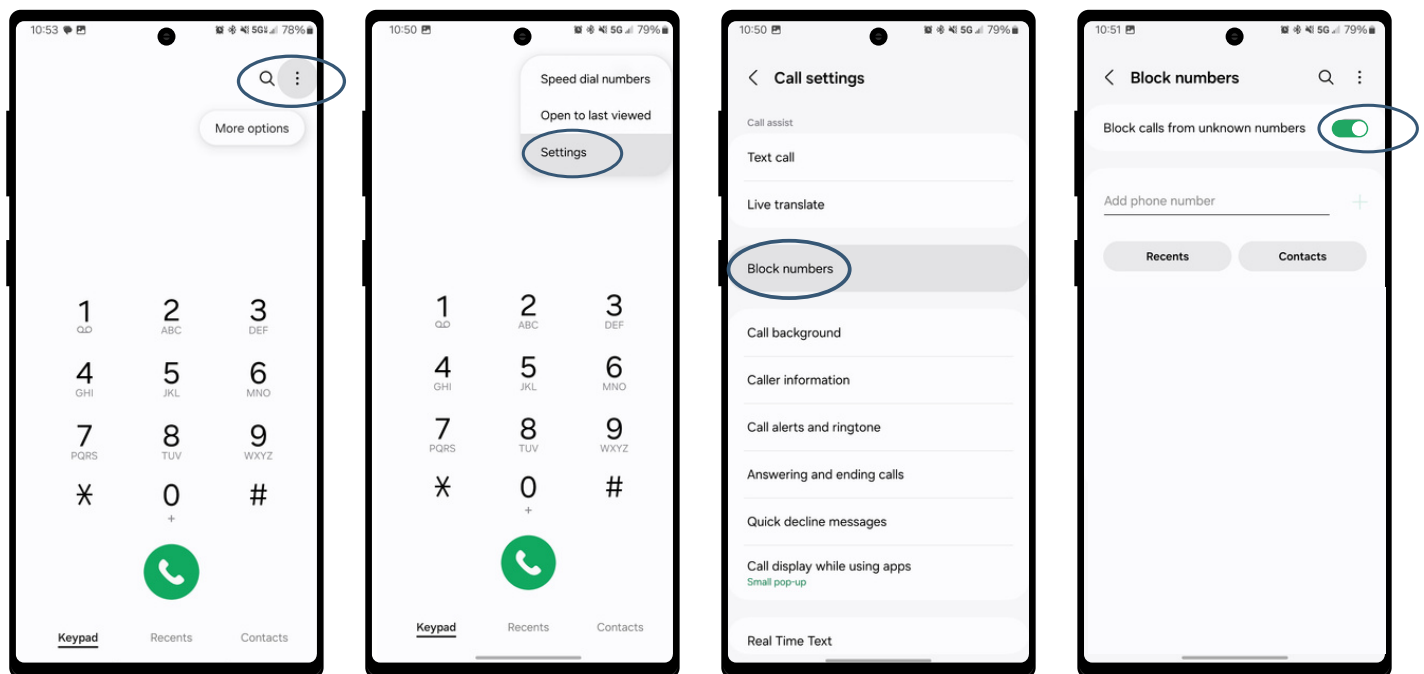 10:53 5G 78%
More options
1 2 3
ABC DEF
4 5 6
GHI JKL MNO
7 8 9
PQRS TUV WXYZ
* 0 #
+
Keypad Recents Contacts
10:50 5G 79%
Speed dial numbers
Open to last viewed
Settings
1 2 3
ABC DEF
4 5 6
GHI JKL MNO
7 8 9
PQRS TUV WXYZ
* 0 #
+
Keypad Recents Contacts
10:50 5G 79%
Call settings
Call assist
Text call
Live translate
Block numbers
Call background
Caller information
Call alerts and ringtone
Answering and ending calls
Quick decline messages
Call display while using apps
Small pop-up
Real Time Text
10:51 5G 79%
Block numbers
Block calls from unknown numbers
Add phone number
Recents Contacts